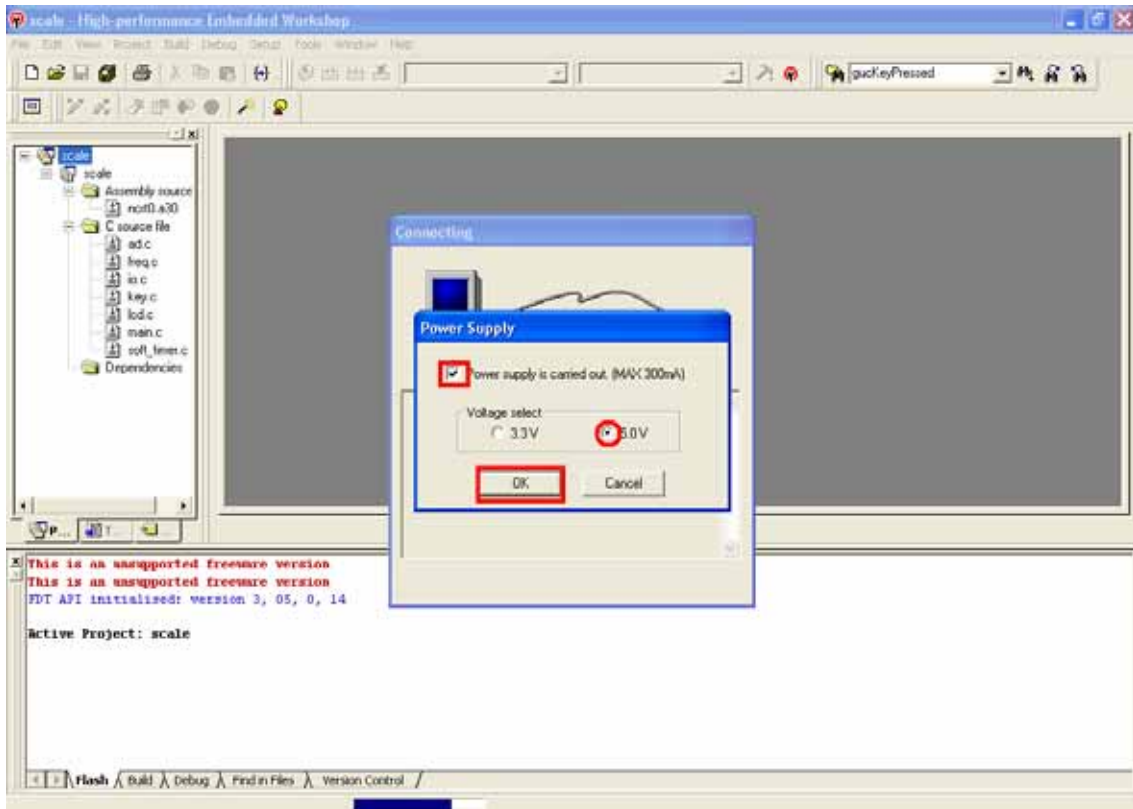 scale - High-performance Embedded Workshop
File Edit View Project Build Debug Setup Tools Window Help
gucKeyPressed
scale
scale
Assembly source
ncrt0.a30
C source file
ad.c
freq.c
io.c
key.c
lcd.c
main.c
soft_timer.c
Dependencies
P...
T...
Connecting
Power Supply
Power supply is carried out. (MAX 300mA)
Voltage select
3.3V
5.0V
OK
Cancel
This is an unsupported freeware version
This is an unsupported freeware version
FDT API initialised: version 3, 05, 0, 14
Active Project: scale
Flash
Build
Debug
Find in Files
Version Control